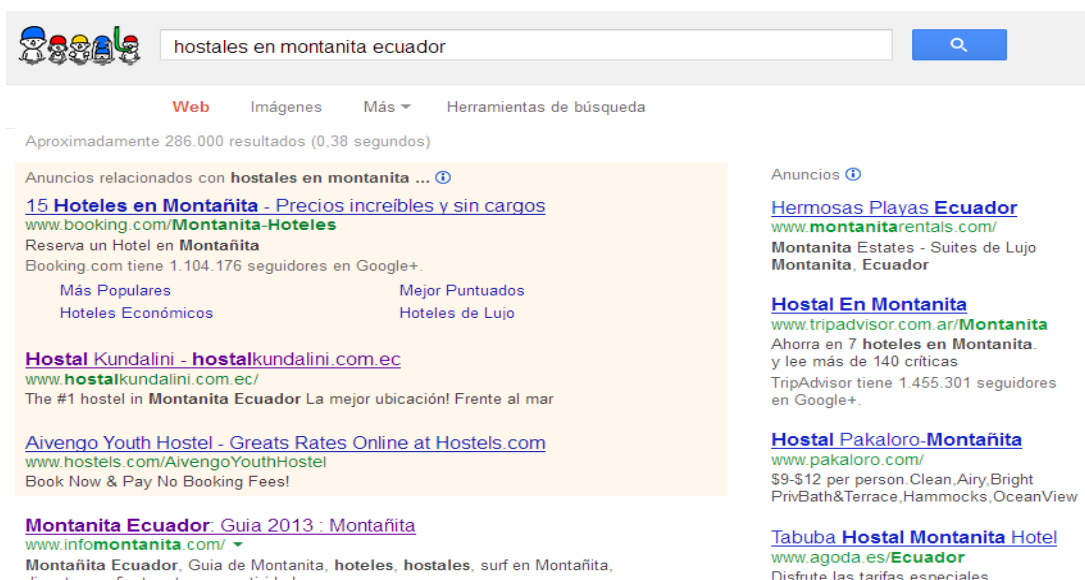 hostales en montanita ecuador
Web Imágenes Más Herramientas de búsqueda
Aproximadamente 286.000 resultados (0,38 segundos)
Anuncios relacionados con hostales en montanita ...
15 Hoteles en Montañita - Precios increíbles y sin cargos
www.booking.com/Montanita-Hoteles
Reserva un Hotel en Montañita
Booking.com tiene 1.104.176 seguidores en Google+.
Más Populares Mejor Puntuados
Hoteles Económicos Hoteles de Lujo
Hostal Kundalini - hostalkundalini.com.ec
www.hostalkundalini.com.ec/
The #1 hostel in Montanita Ecuador La mejor ubicación! Frente al mar
Aivengo Youth Hostel - Greats Rates Online at Hostels.com
www.hostels.com/AivengoYouthHostel
Book Now & Pay No Booking Fees!
Montanita Ecuador: Guia 2013 : Montañita
www.infomontanita.com/
Montañita Ecuador, Guia de Montanita, hoteles, hostales, surf en Montañita,
Anuncios
Hermosas Playas Ecuador
www.montanitarentals.com/
Montanita Estates - Suites de Lujo
Montanita, Ecuador
Hostal En Montanita
www.tripadvisor.com.ar/Montanita
Ahorra en 7 hoteles en Montanita.
y lee más de 140 críticas
TripAdvisor tiene 1.455.301 seguidores
en Google+.
Hostal Pakaloro-Montañita
www.pakaloro.com/
$9-$12 per person.Clean,Airy,Bright
PrivBath&Terrace,Hammocks,OceanView
Tabuba Hostal Montanita Hotel
www.agoda.es/Ecuador
Disfrute las tarifas especiales